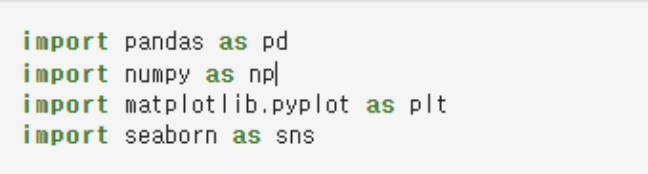 import pandas as pd
import numpy as np
import matplotlib.pyplot as plt
import seaborn as sns